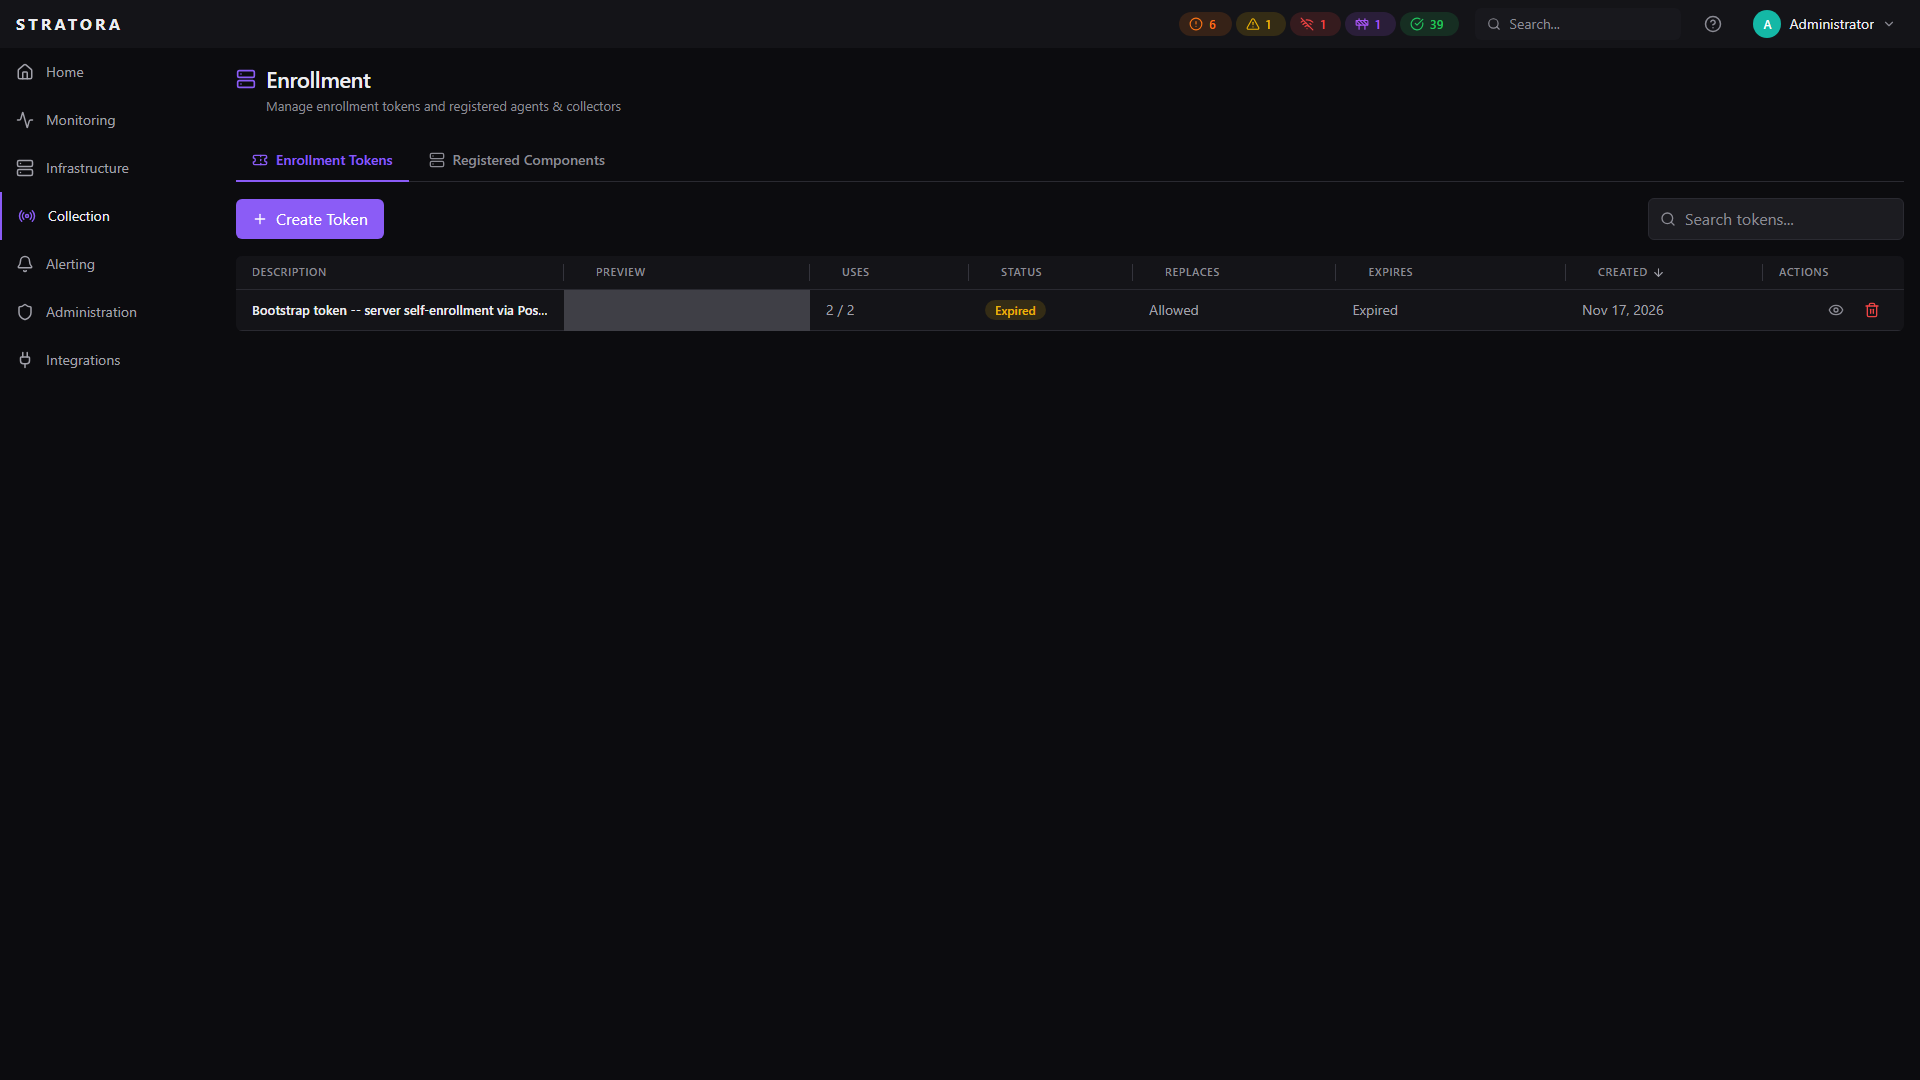 STRATORA
6
1
1
1
39
Search...
A
Administrator
Home
Monitoring
Infrastructure
Collection
Alerting
Administration
Integrations
Enrollment
Manage enrollment tokens and registered agents & collectors
Enrollment Tokens
Registered Components
+ Create Token
Search tokens...
DESCRIPTION PREVIEW USES STATUS REPLACES EXPIRES CREATED ↓ ACTIONS
Bootstrap token -- server self-enrollment via Pos... 2 / 2 Expired Allowed Expired Nov 17, 2026